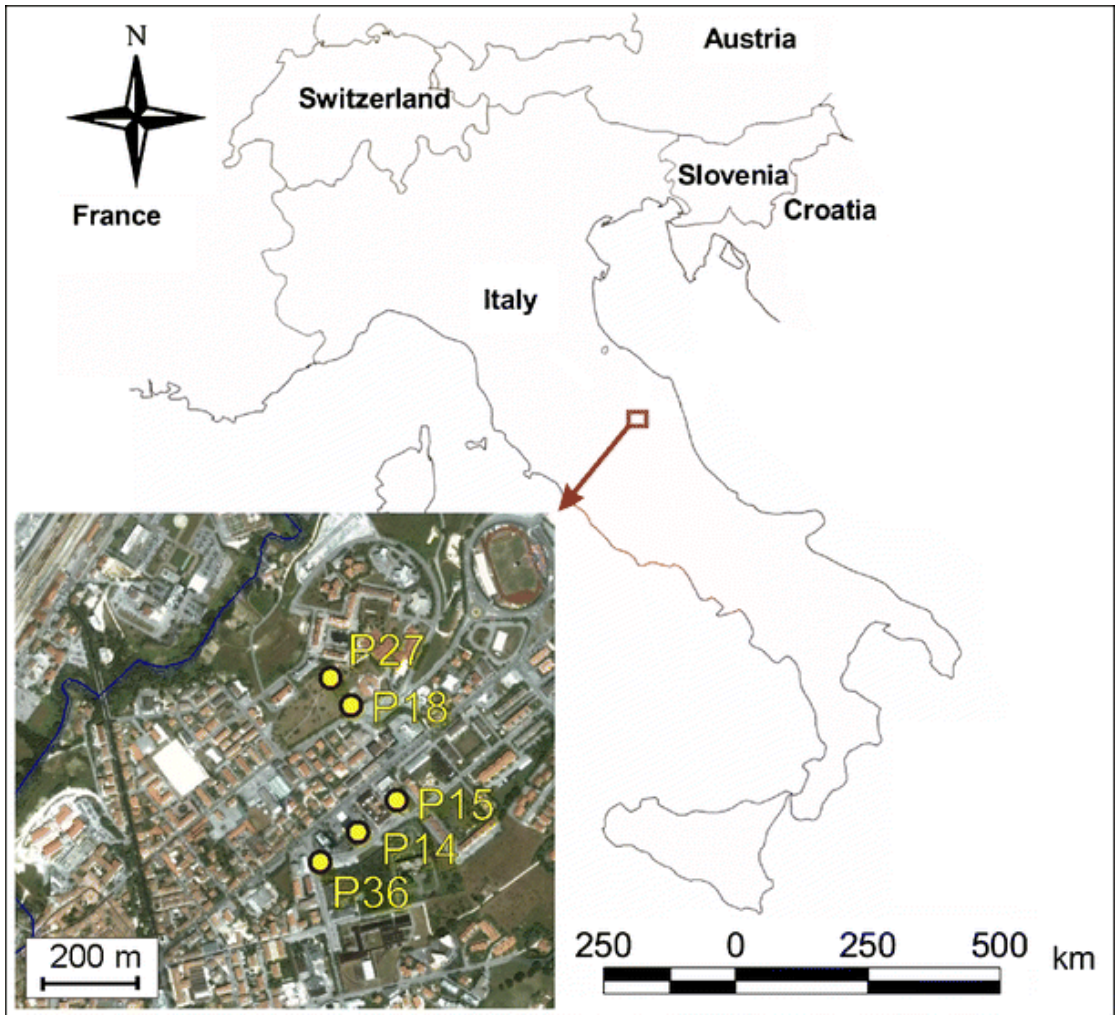 N
Austria
Switzerland
Slovenia
France
Croatia
Italy
P27
P18
P15
P14
P36
200 m
250 0 250 500 km